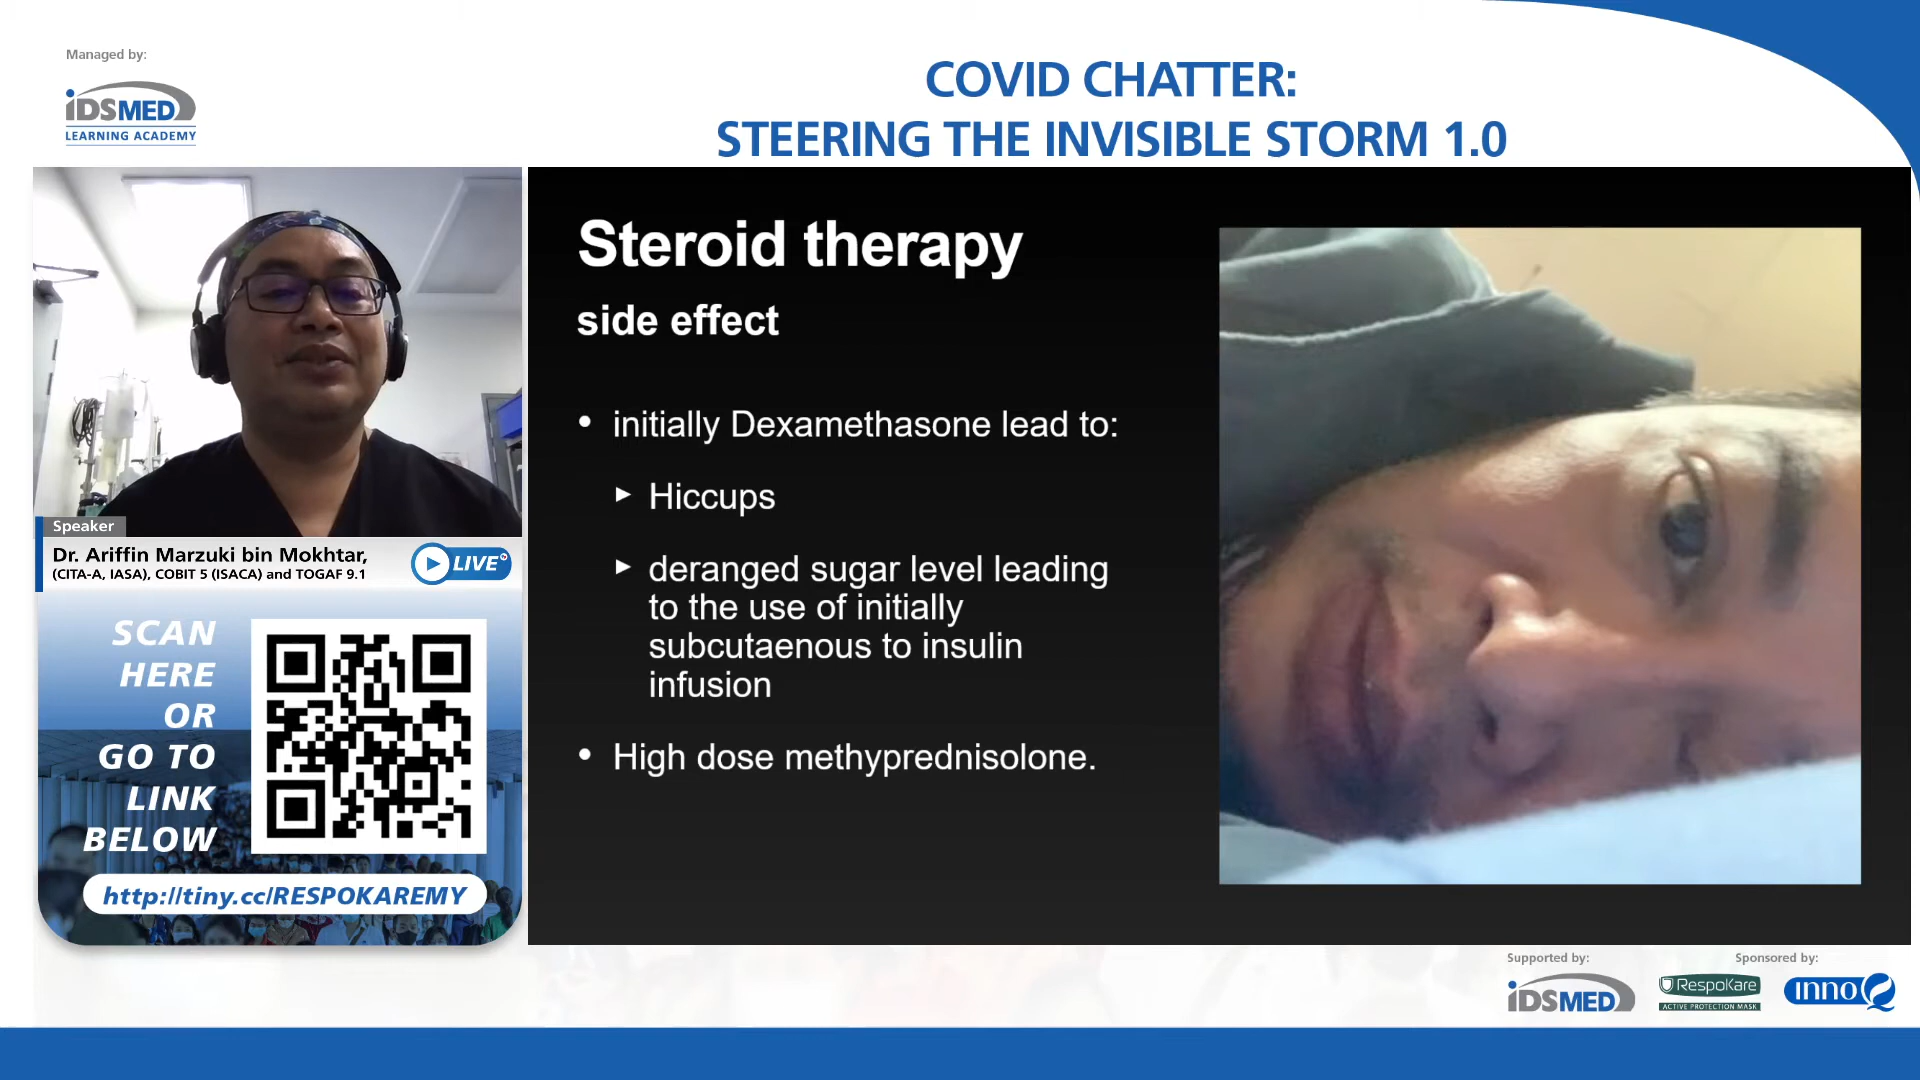 Managed by:
iDSMED
LEARNING ACADEMY
COVID CHATTER:
STEERING THE INVISIBLE STORM 1.0
Speaker
Dr. Ariffin Marzuki bin Mokhtar,
(CITA-A, IASA), COBIT 5 (ISACA) and TOGAF 9.1
LIVE
SCAN
HERE
OR
GO TO
LINK
BELOW
http://tiny.cc/RESPOKAREMY
Steroid therapy
side effect
• initially Dexamethasone lead to:
▸ Hiccups
▸ deranged sugar level leading
to the use of initially
subcutaenous to insulin
infusion
• High dose methyprednisolone.
Supported by:
iDSMED
Sponsored by:
RespoKare
ACTIVE PROTECTION MASK
innoQ